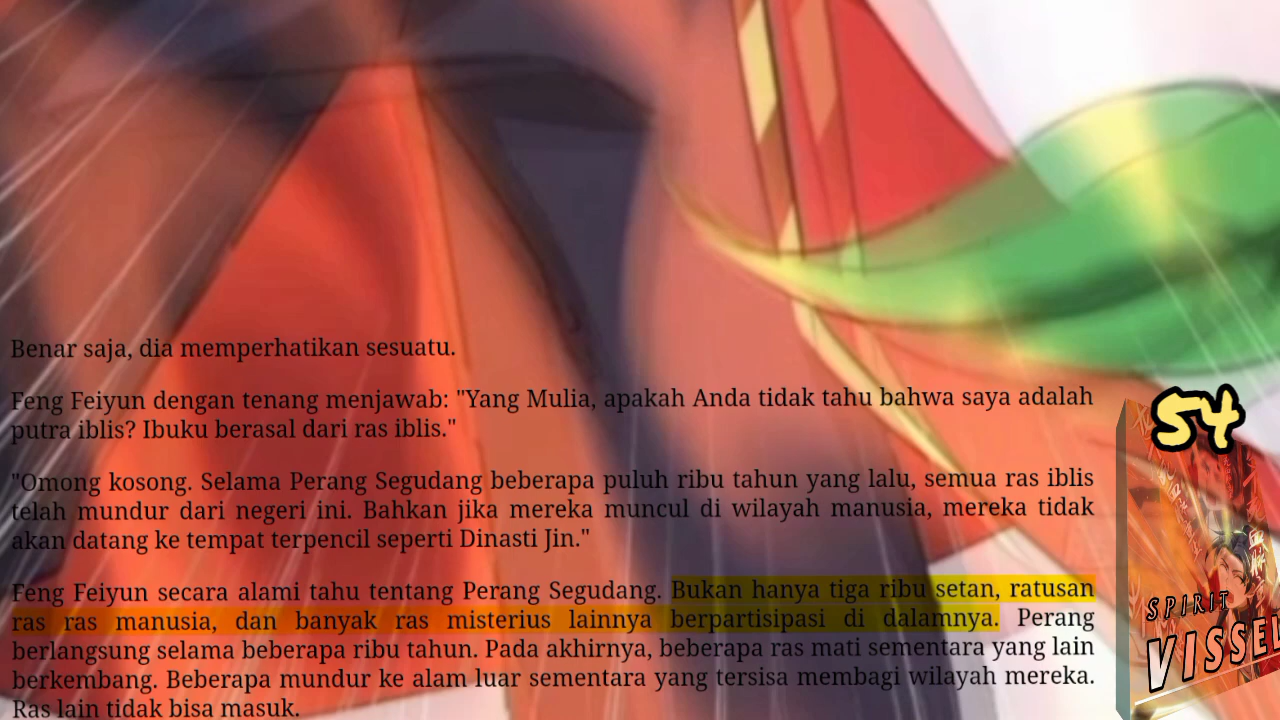 Benar saja, dia memperhatikan sesuatu.
Feng Feiyun dengan tenang menjawab: "Yang Mulia, apakah Anda tidak tahu bahwa saya adalah
putra iblis? Ibuku berasal dari ras iblis."
"Omong kosong. Selama Perang Segudang beberapa puluh ribu tahun yang lalu, semua ras iblis
telah mundur dari negeri ini. Bahkan jika mereka muncul di wilayah manusia, mereka tidak
akan datang ke tempat terpencil seperti Dinasti Jin."
Feng Feiyun secara alami tahu tentang Perang Segudang. Bukan hanya tiga ribu setan, ratusan
ras ras manusia, dan banyak ras misterius lainnya berpartisipasi di dalamnya. Perang
berlangsung selama beberapa ribu tahun. Pada akhirnya, beberapa ras mati sementara yang lain
berkembang. Beberapa mundur ke alam luar sementara yang tersisa membagi wilayah mereka.
Ras lain tidak bisa masuk.
54
SPIRIT
VISSEL